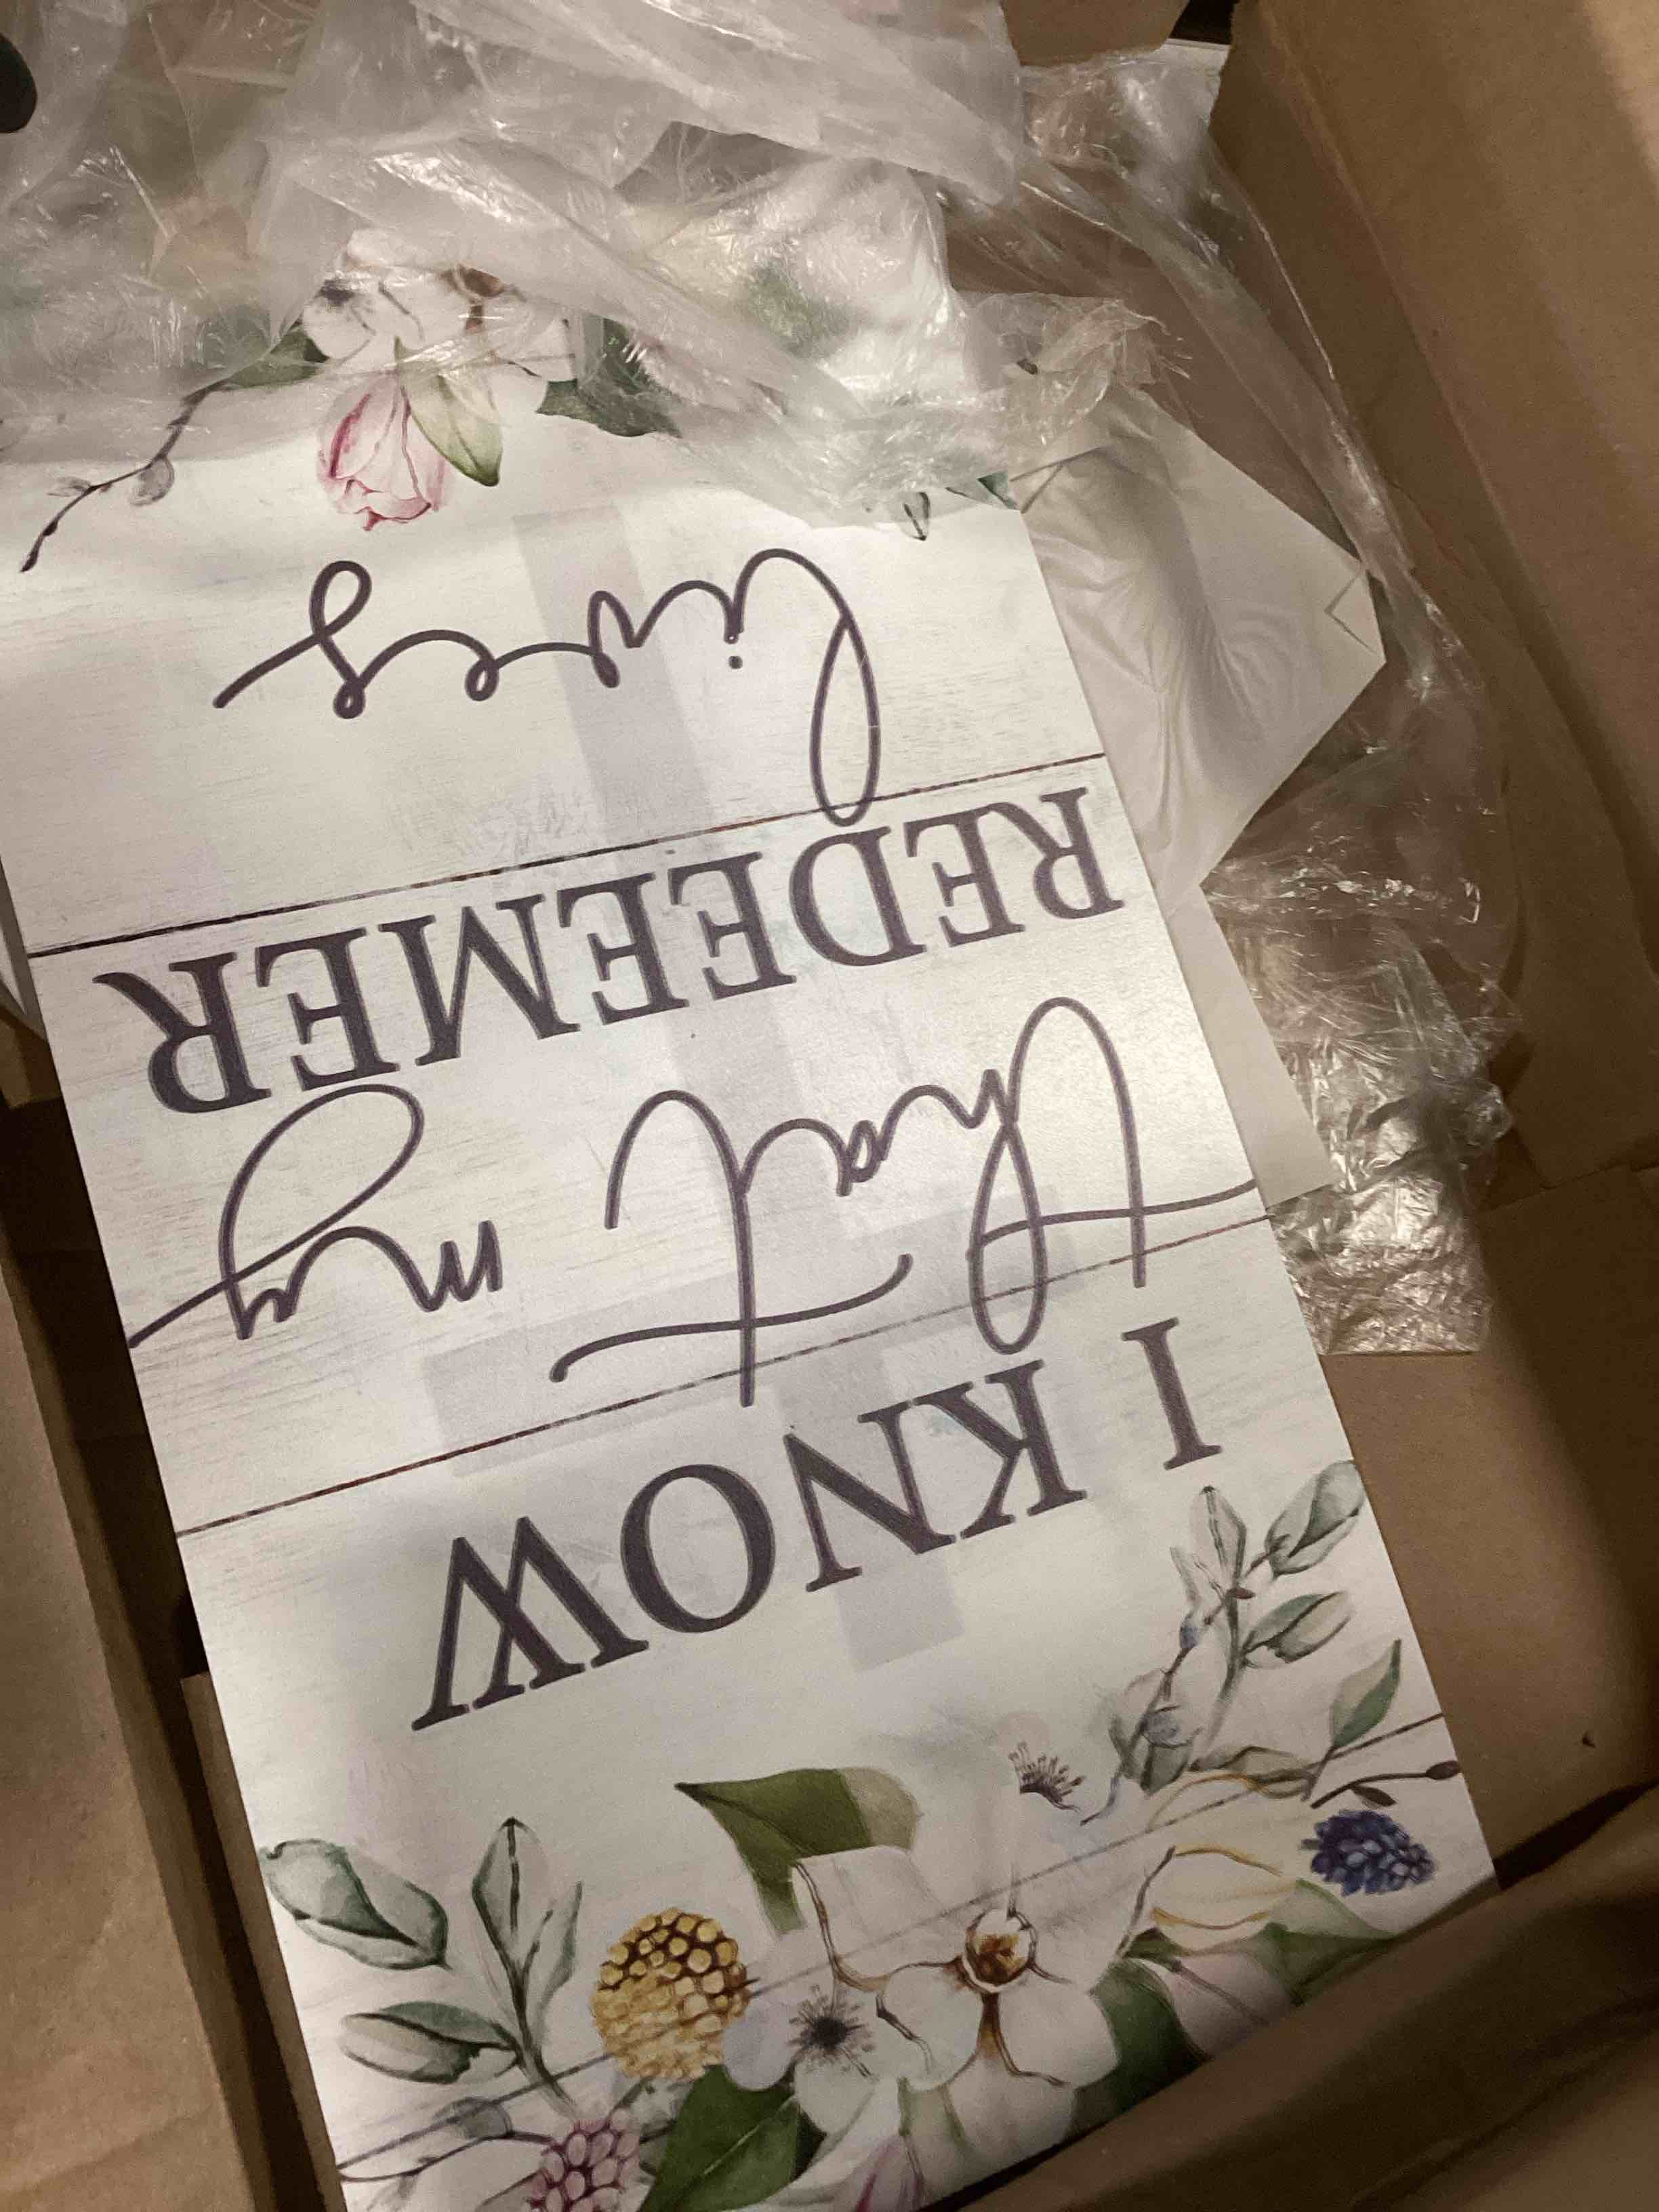 I KNOW
that my
REDEEMER
lives